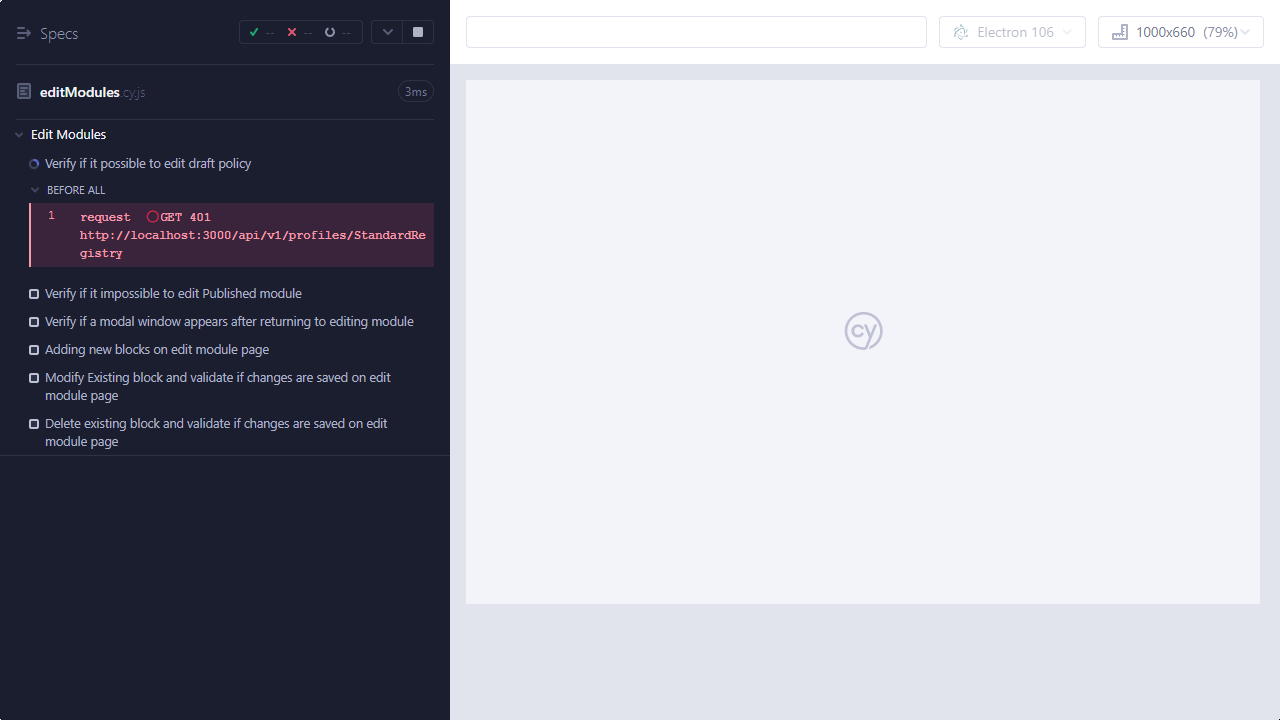 Specs
--
--
--
Electron 106
1000x660 (79%)
editModules.cy.js
3ms
Edit Modules
Verify if it possible to edit draft policy
BEFORE ALL
1 request GET 401
http://localhost:3000/api/v1/profiles/StandardRe
gistry
Verify if it impossible to edit Published module
Verify if a modal window appears after returning to editing module
Adding new blocks on edit module page
Modify Existing block and validate if changes are saved on edit
module page
Delete existing block and validate if changes are saved on edit
module page
cy